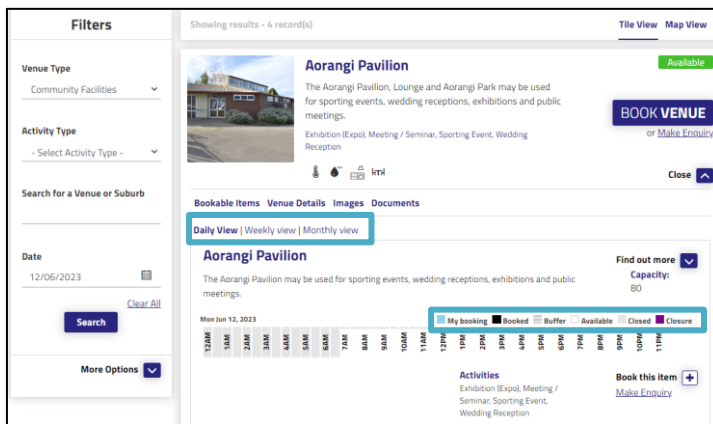 Filters
Venue Type
Community Facilities
Activity Type
- Select Activity Type -
Search for a Venue or Suburb
Date
12/06/2023
Clear All
Search
More Options
Showing results - 4 record(s)
Tile View Map View
Aorangi Pavilion
Available
The Aorangi Pavilion, Lounge and Aorangi Park may be used
for sporting events, wedding receptions, exhibitions and public
meetings.
BOOK VENUE
or Make Enquiry
Exhibition (Expo), Meeting / Seminar, Sporting Event, Wedding
Reception
Close
Bookable Items Venue Details Images Documents
Daily View | Weekly view | Monthly view
Aorangi Pavilion
Find out more
The Aorangi Pavilion may be used for sporting events, wedding receptions, exhibitions and public
meetings.
Capacity:
80
Mon Jun 12, 2023
My booking Booked Buffer Available Closed Closure
12AM 1AM 2AM 3AM 4AM 5AM 6AM 7AM 8AM 9AM 10AM 11AM 12PM 1PM 2PM 3PM 4PM 5PM 6PM 7PM 8PM 9PM 10PM 11PM
Activities
Exhibition (Expo), Meeting /
Seminar, Sporting Event,
Wedding Reception
Book this item
Make Enquiry